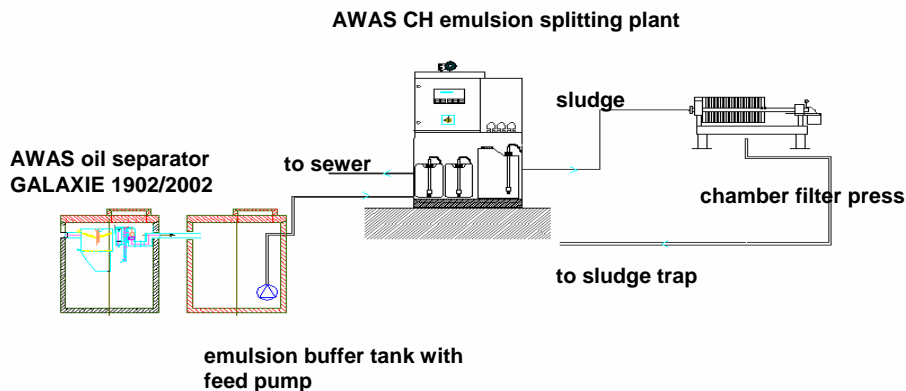 AWAS CH emulsion splitting plant
sludge
AWAS oil separator
GALAXIE 1902/2002
to sewer
chamber filter press
to sludge trap
emulsion buffer tank with
feed pump